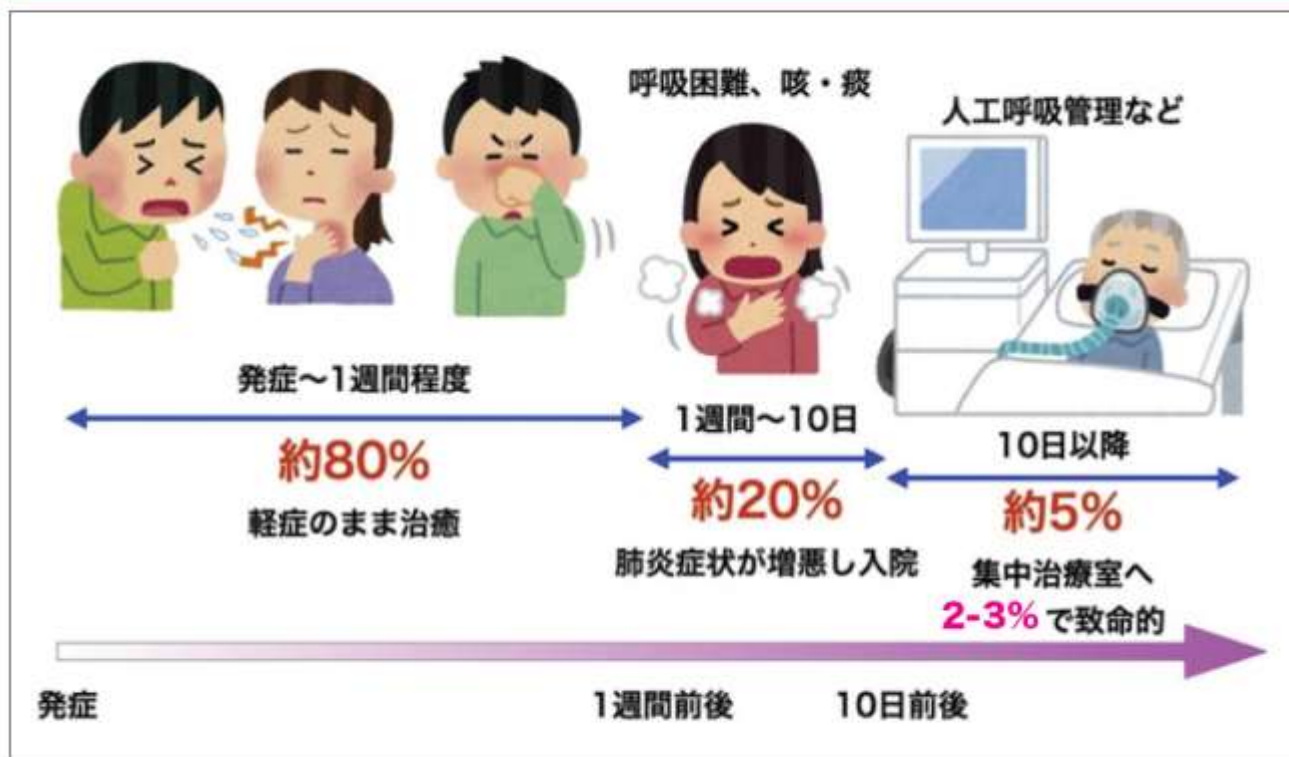 呼吸困難、咳・痰
人工呼吸管理など
発症〜1週間程度
約80%
軽症のまま治癒
1週間〜10日
約20%
肺炎症状が増悪し入院
10日以降
約5%
集中治療室へ
2-3% で致命的
発症
1週間前後
10日前後